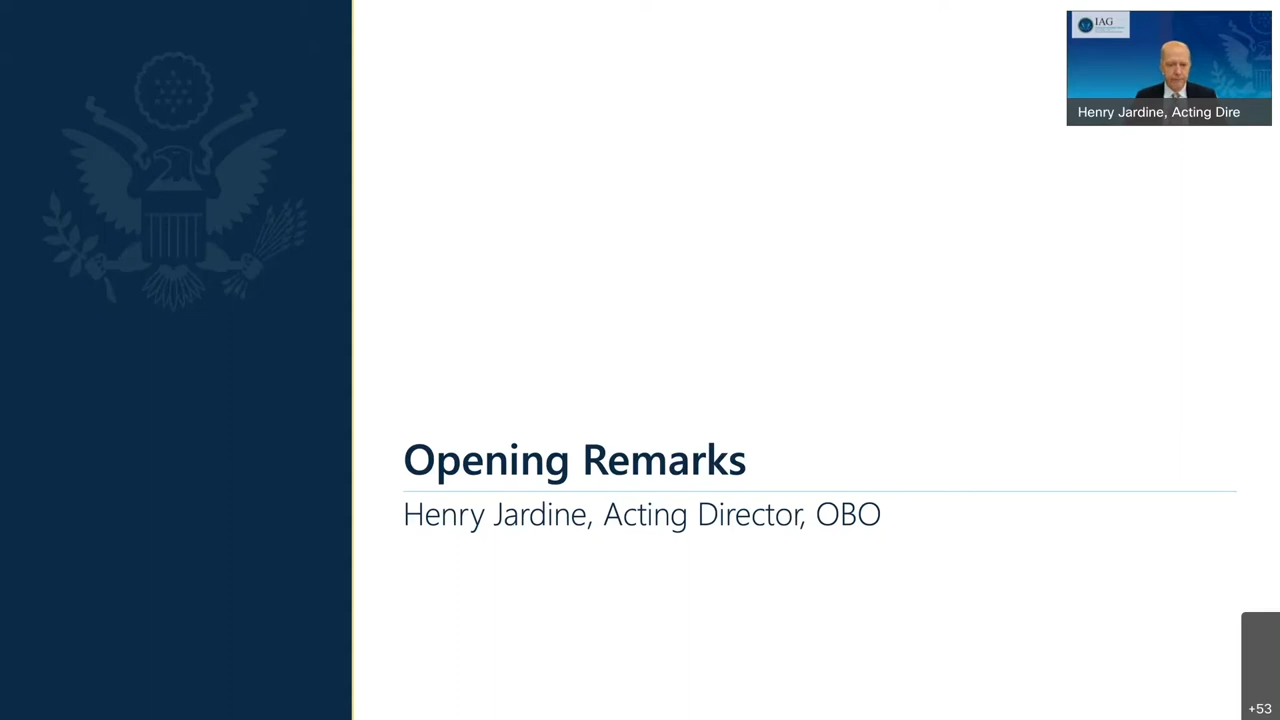 IAG
Henry Jardine, Acting Dire
Opening Remarks
Henry Jardine, Acting Director, OBO
+53